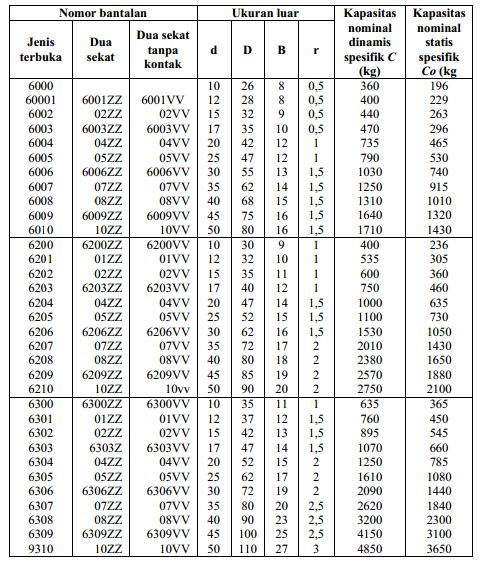 Nomor bantalan Ukuran luar Kapasitas nominal dinamis spesifik C (kg) Kapasitas nominal statis spesifik Co (kg
Jenis terbuka Dua sekat Dua sekat tanpa kontak d D B r
6000 10 26 8 0,5 360 196
60001 6001ZZ 6001VV 12 28 8 0,5 400 229
6002 02ZZ 02VV 15 32 9 0,5 440 263
6003 6003ZZ 6003VV 17 35 10 0,5 470 296
6004 04ZZ 04VV 20 42 12 1 735 465
6005 05ZZ 05VV 25 47 12 1 790 530
6006 6006ZZ 6006VV 30 55 13 1,5 1030 740
6007 07ZZ 07VV 35 62 14 1,5 1250 915
6008 08ZZ 08VV 40 68 15 1,5 1310 1010
6009 6009ZZ 6009VV 45 75 16 1,5 1640 1320
6010 10ZZ 10VV 50 80 16 1,5 1710 1430
6200 6200ZZ 6200VV 10 30 9 1 400 236
6201 01ZZ 01VV 12 32 10 1 535 305
6202 02ZZ 02VV 15 35 11 1 600 360
6203 6203ZZ 6203VV 17 40 12 1 750 460
6204 04ZZ 04VV 20 47 14 1,5 1000 635
6205 05ZZ 05VV 25 52 15 1,5 1100 730
6206 6206ZZ 6206VV 30 62 16 1,5 1530 1050
6207 07ZZ 07VV 35 72 17 2 2010 1430
6208 08ZZ 08VV 40 80 18 2 2380 1650
6209 6209ZZ 6209VV 45 85 19 2 2570 1880
6210 10ZZ 10vv 50 90 20 2 2750 2100
6300 6300ZZ 6300VV 10 35 11 1 635 365
6301 01ZZ 01VV 12 37 12 1,5 760 450
6302 02ZZ 02VV 15 42 13 1,5 895 545
6303 6303Z 6303VV 17 47 14 1,5 1070 660
6304 04ZZ 04VV 20 52 15 2 1250 785
6305 05ZZ 05VV 25 62 17 2 1610 1080
6306 6306ZZ 6306VV 30 72 19 2 2090 1440
6307 07ZZ 07VV 35 80 20 2,5 2620 1840
6308 08ZZ 08VV 40 90 23 2,5 3200 2300
6309 6309ZZ 6309VV 45 100 25 2,5 4150 3100
9310 10ZZ 10VV 50 110 27 3 4850 3650